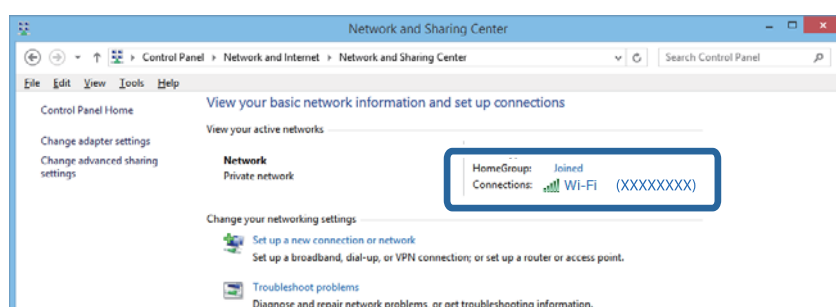 Network and Sharing Center
Control Panel Network and Internet Network and Sharing Center Search Control Panel
File Edit View Tools Help
Control Panel Home
View your basic network information and set up connections
View your active networks
Change adapter settings
Change advanced sharing
settings
Network
Private network
HomeGroup: Joined
Connections: Wi-Fi (XXXXXXXX)
Change your networking settings
Set up a new connection or network
Set up a broadband, dial-up, or VPN connection; or set up a router or access point.
Troubleshoot problems
Diagnose and repair network problems, or get troubleshooting information.